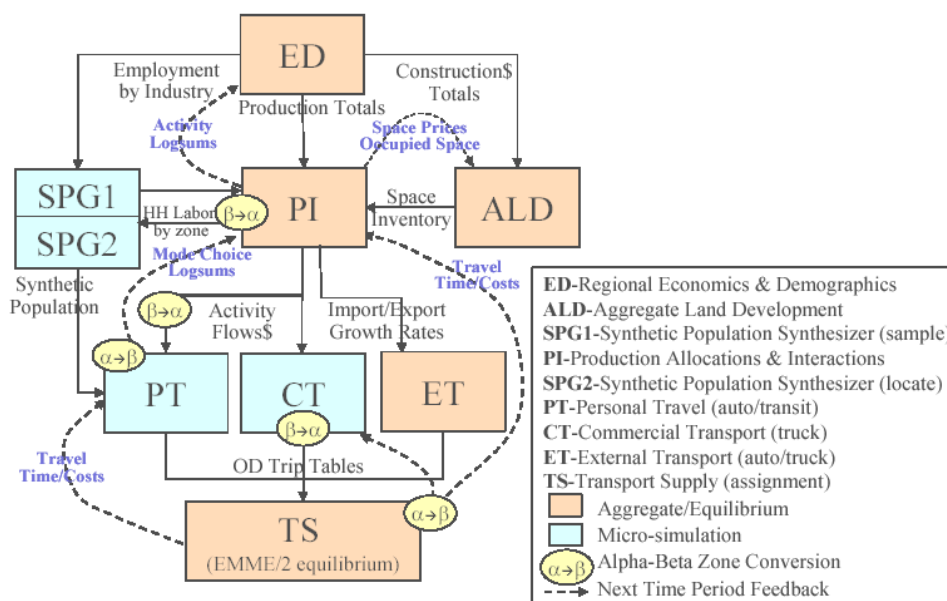 ED
Employment
by Industry
Construction$
Totals
Production Totals
Activity
Logsums
Space Prices
Occupied Space
SPG1
SPG2
HH Labor
by zone
β→α
PI
Space
Inventory
ALD
Mode Choice
Logsums
Synthetic
Population
Travel
Time/Costs
β→α
Activity
Flows$
Import/Export
Growth Rates
α→β
PT
CT
β→α
ET
Travel
Time/Costs
OD Trip Tables
TS
(EMME/2 equilibrium)
α→β
ED-Regional Economics & Demographics
ALD-Aggregate Land Development
SPG1-Synthetic Population Synthesizer (sample)
PI-Production Allocations & Interactions
SPG2-Synthetic Population Synthesizer (locate)
PT-Personal Travel (auto/transit)
CT-Commercial Transport (truck)
ET-External Transport (auto/truck)
TS-Transport Supply (assignment)
Aggregate/Equilibrium
Micro-simulation
α→β Alpha-Beta Zone Conversion
Next Time Period Feedback